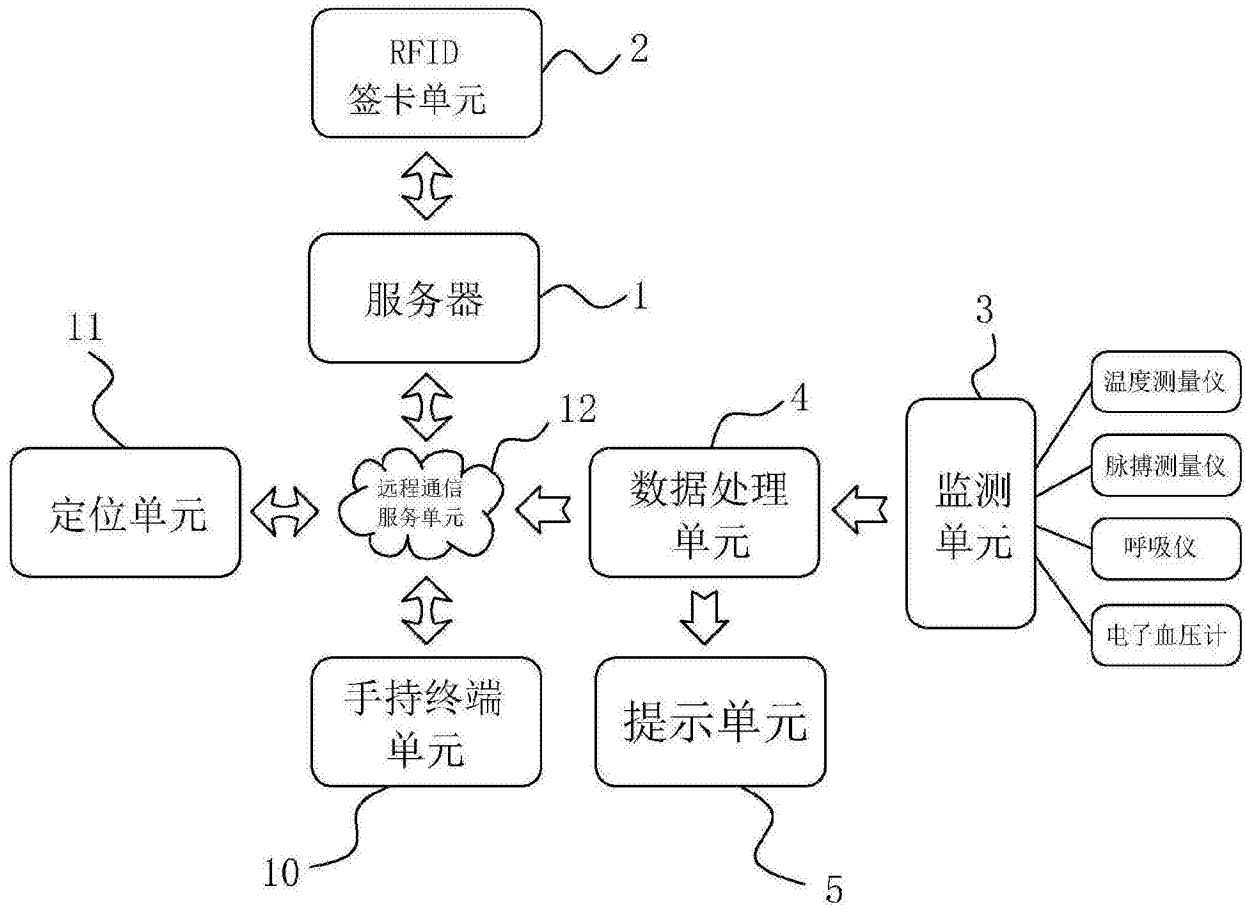 RFID
签卡单元
2
服务器
1
11
3
温度测量仪
12
4
定位单元
远程通信
服务单元
数据处理
单元
监测
单元
脉搏测量仪
呼吸仪
电子血压计
手持终端
单元
提示单元
10
5